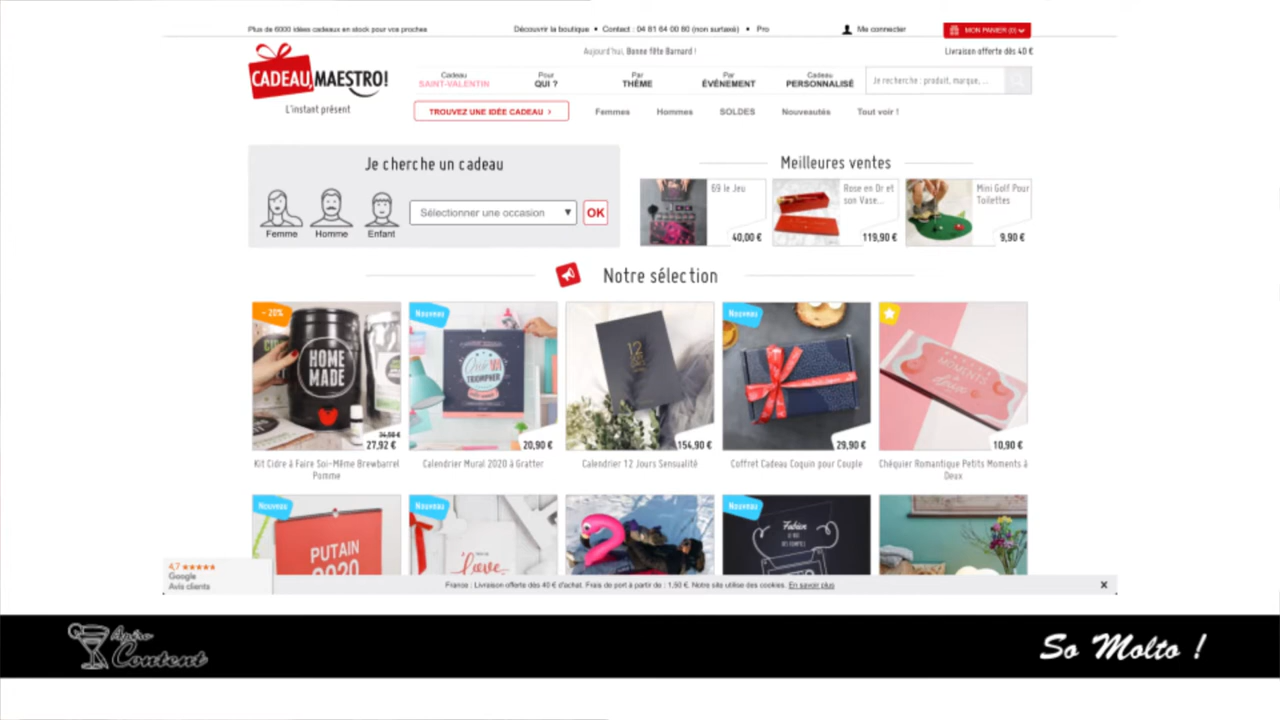 Plus de 6000 idées cadeaux en stock pour vos proches
Découvrir la boutique • Contact : 04 81 64 00 80 (non surtaxé) • Pro
Me connecter
MON PANIER (0)
Aujourd'hui, Bonne fête Barnard !
Livraison offerte dès 40 €
CADEAU, MAESTRO!
L'instant présent
Cadeau SAINT-VALENTIN
Pour QUI ?
Par THÈME
Par ÉVÉNEMENT
Cadeau PERSONNALISÉ
Je recherche : produit, marque, ...
TROUVEZ UNE IDÉE CADEAU >
Femmes
Hommes
SOLDES
Nouveautés
Tout voir !
Je cherche un cadeau
Femme
Homme
Enfant
Sélectionner une occasion
OK
Meilleures ventes
69 le Jeu
40,00 €
Rose en Or et
son Vase...
119,90 €
Mini Golf Pour
Toilettes
9,90 €
Notre sélection
- 20%
HOME
MADE
34,90 €
27,92 €
Kit Cidre à Faire Soi-Même Brewbarrel
Pomme
Nouveau
TRIOMPHER
20,90 €
Calendrier Mural 2020 à Gratter
12
154,90 €
Calendrier 12 Jours Sensualité
Nouveau
29,90 €
Coffret Cadeau Coquin pour Couple
MOMENTS
10,90 €
Chéquier Romantique Petits Moments à
Deux
Nouveau
PUTAIN
2020
Nouveau
Nouveau
Fabien
4,7
Google
Avis clients
France : Livraison offerte dès 40 € d'achat. Frais de port à partir de : 1,50 €. Notre site utilise des cookies. En savoir plus
X
Apéro
Content
So Molto !